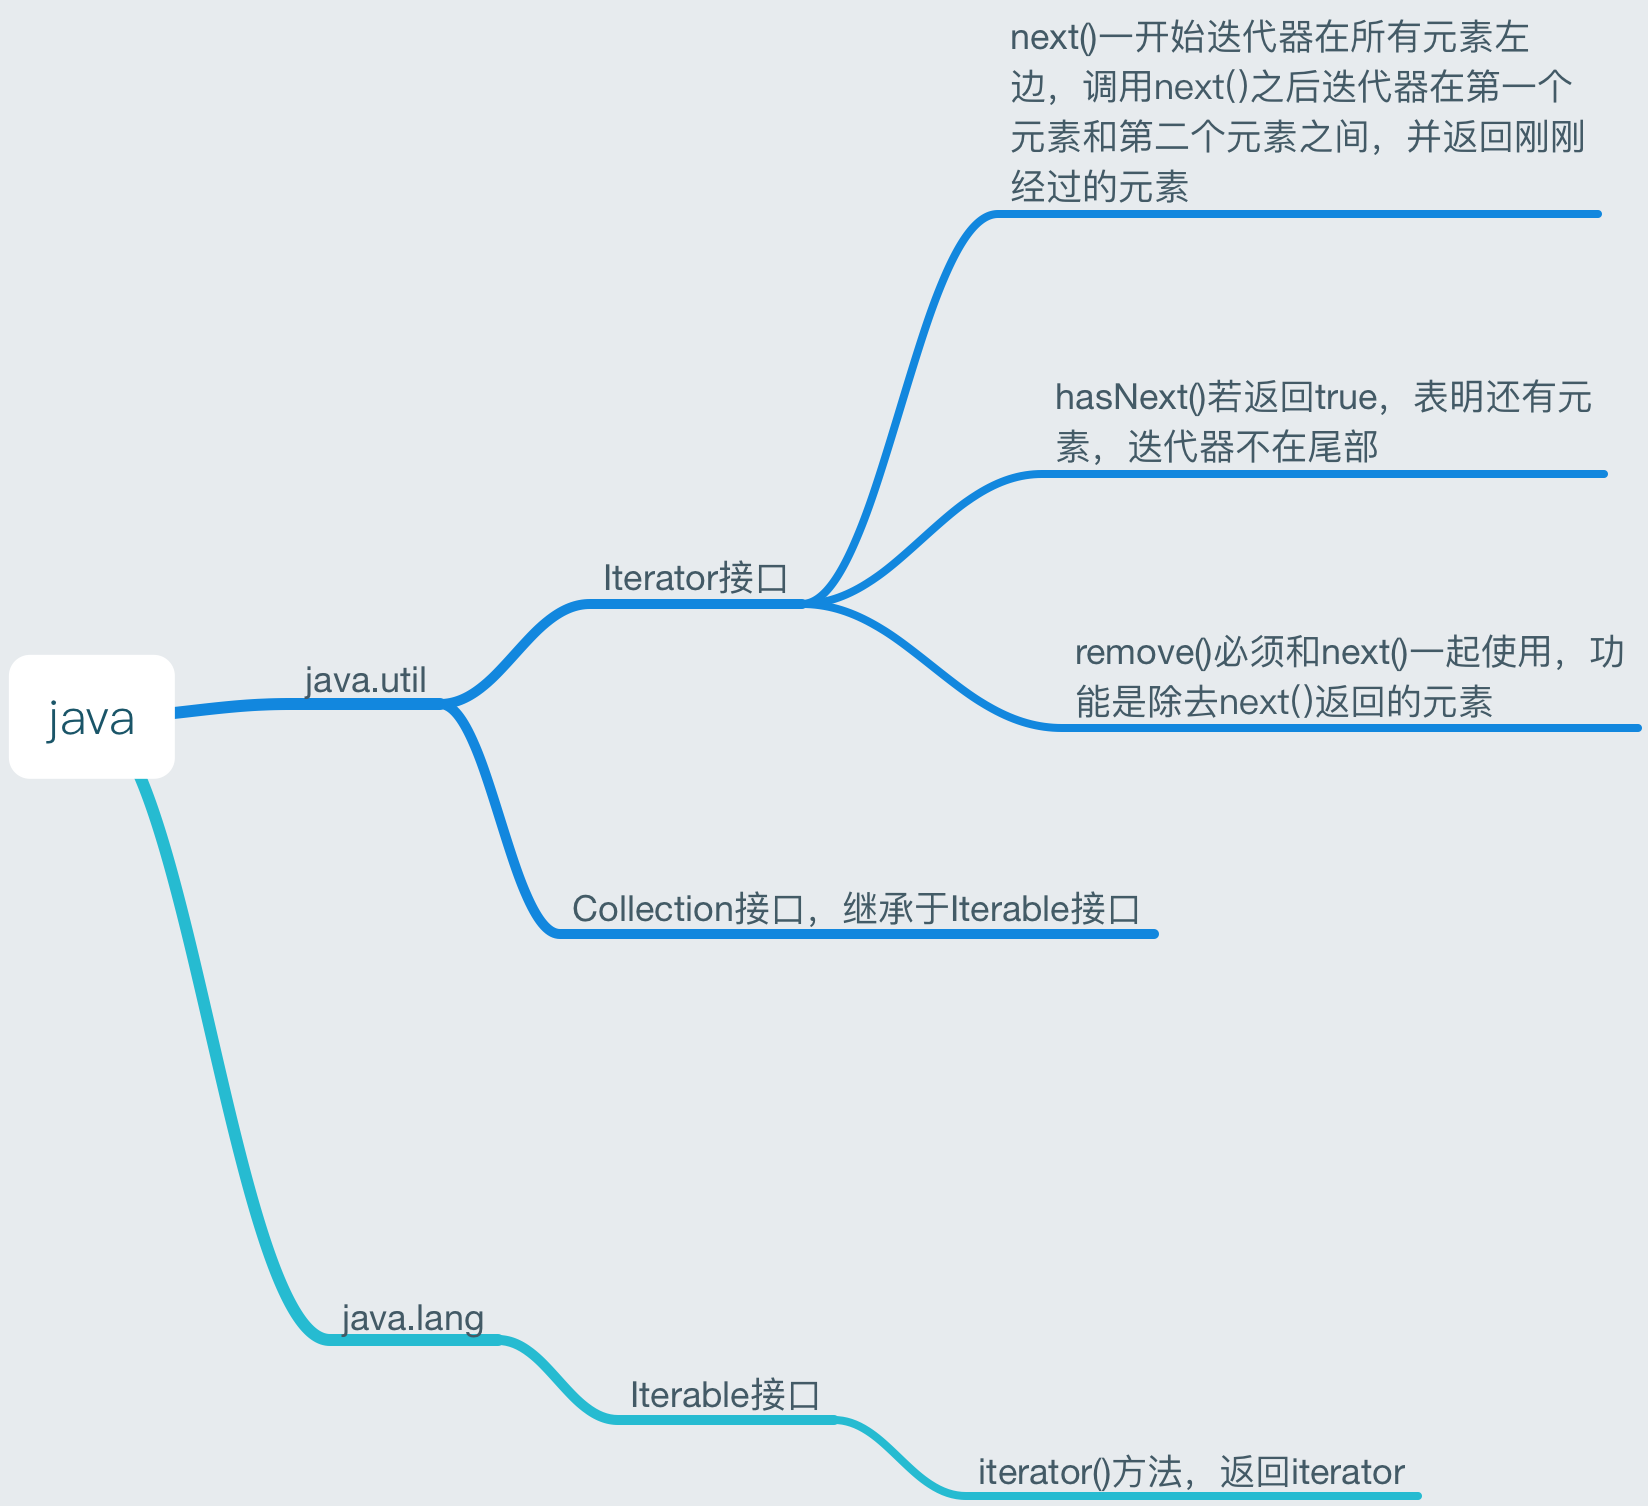 next()一开始迭代器在所有元素左
边，调用next()之后迭代器在第一个
元素和第二个元素之间，并返回刚刚
经过的元素
hasNext()若返回true，表明还有元
素，迭代器不在尾部
Iterator接口
remove()必须和next()一起使用，功
能是除去next()返回的元素
java.util
java
Collection接口，继承于Iterable接口
java.lang
Iterable接口
iterator()方法，返回iterator